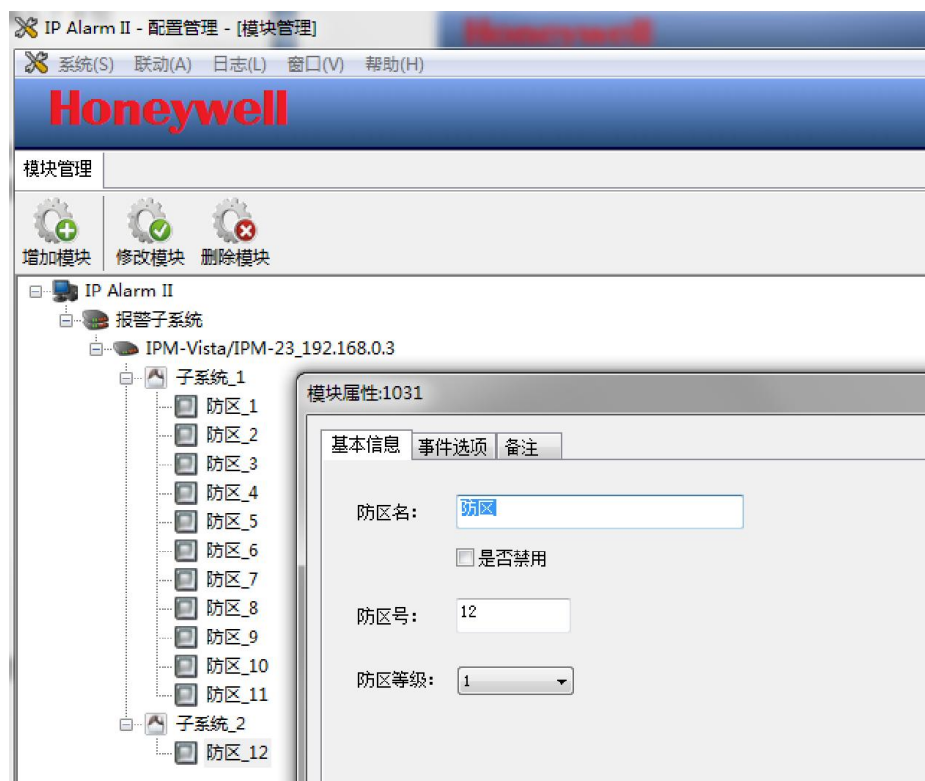 IP Alarm II - 配置管理 - [模块管理]
系统(S) 联动(A) 日志(L) 窗口(V) 帮助(H)
Honeywell
模块管理
增加模块 修改模块 删除模块
IP Alarm II
报警子系统
IPM-Vista/IPM-23_192.168.0.3
子系统_1
防区_1
防区_2
防区_3
防区_4
防区_5
防区_6
防区_7
防区_8
防区_9
防区_10
防区_11
子系统_2
防区_12
模块属性:1031
基本信息 事件选项 备注
防区名: 防区
是否禁用
防区号: 12
防区等级: 1